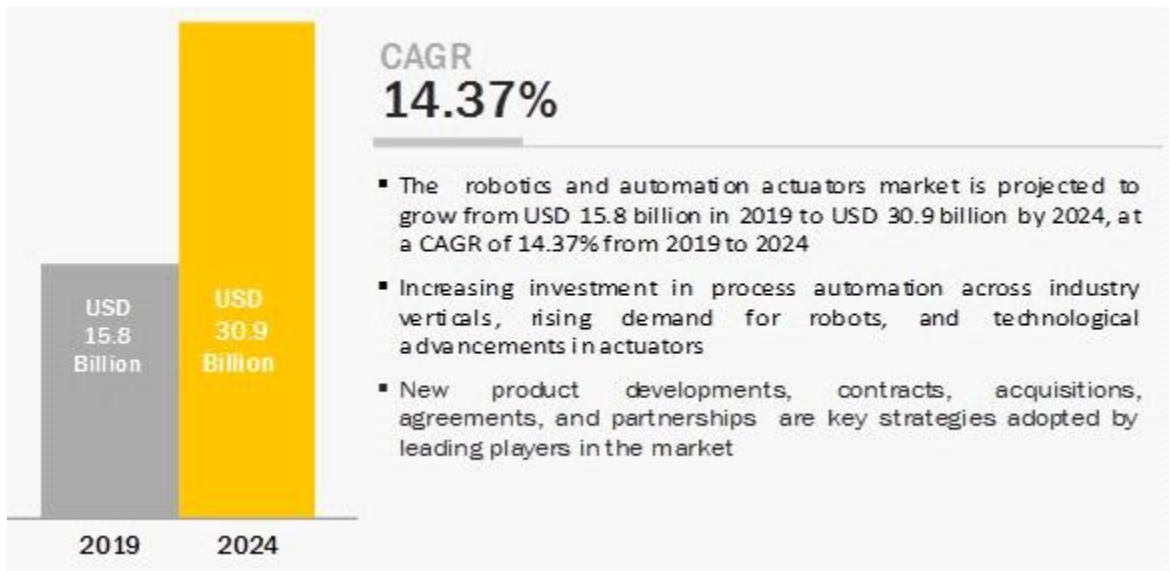 CAGR
14.37%
▪ The robotics and automation actuators market is projected to
grow from USD 15.8 billion in 2019 to USD 30.9 billion by 2024, at
a CAGR of 14.37% from 2019 to 2024
▪ Increasing investment in process automation across industry
verticals, rising demand for robots, and technological
advancements in actuators
▪ New product developments, contracts, acquisitions,
agreements, and partnerships are key strategies adopted by
leading players in the market
USD
15.8
Billion
USD
30.9
Billion
2019
2024